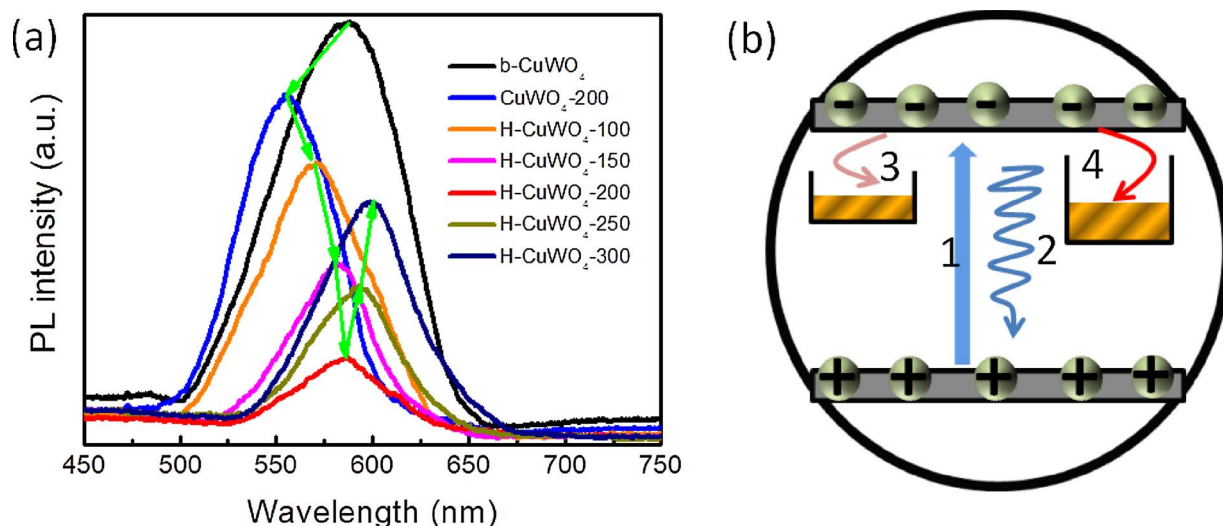 (a)
PL intensity (a.u.)
b-CuWO₄
CuWO₄-200
H-CuWO₄-100
H-CuWO₄-150
H-CuWO₄-200
H-CuWO₄-250
H-CuWO₄-300
450 500 550 600 650 700 750
Wavelength (nm)
(b)
- - - - -
3 4
1 2
+ + + + +